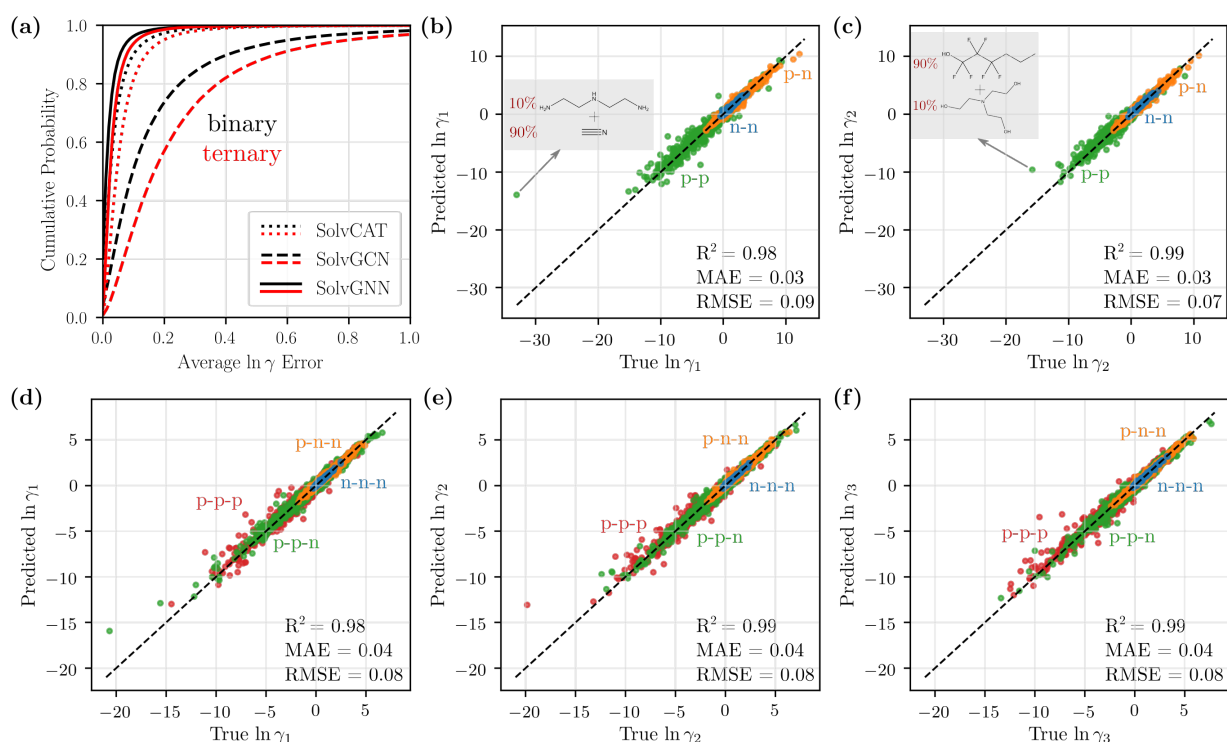 (a)
1.0
0.8
0.6
0.4
0.2
0.0
Cumulative Probability
binary
ternary
SolvCAT
SolvGCN
SolvGNN
0.0 0.2 0.4 0.6 0.8 1.0
Average ln γ Error
(b)
10
0
−10
−20
−30
Predicted ln γ₁
10%
H₂N N H NH₂
+
90%
N
p-n
n-n
p-p
R² = 0.98
MAE = 0.03
RMSE = 0.09
−30 −20 −10 0 10
True ln γ₁
(c)
10
0
−10
−20
−30
Predicted ln γ₂
90%
HO F F F F F F
+
10%
HO N OH OH
p-n
n-n
p-p
R² = 0.99
MAE = 0.03
RMSE = 0.07
−30 −20 −10 0 10
True ln γ₂
(d)
5
0
−5
−10
−15
−20
Predicted ln γ₁
p-n-n
n-n-n
p-p-p
p-p-n
R² = 0.98
MAE = 0.04
RMSE = 0.08
−20 −15 −10 −5 0 5
True ln γ₁
(e)
5
0
−5
−10
−15
−20
Predicted ln γ₂
p-n-n
n-n-n
p-p-p
p-p-n
R² = 0.99
MAE = 0.04
RMSE = 0.08
−20 −15 −10 −5 0 5
True ln γ₂
(f)
5
0
−5
−10
−15
−20
Predicted ln γ₃
p-n-n
n-n-n
p-p-p
p-p-n
R² = 0.99
MAE = 0.04
RMSE = 0.08
−20 −15 −10 −5 0 5
True ln γ₃